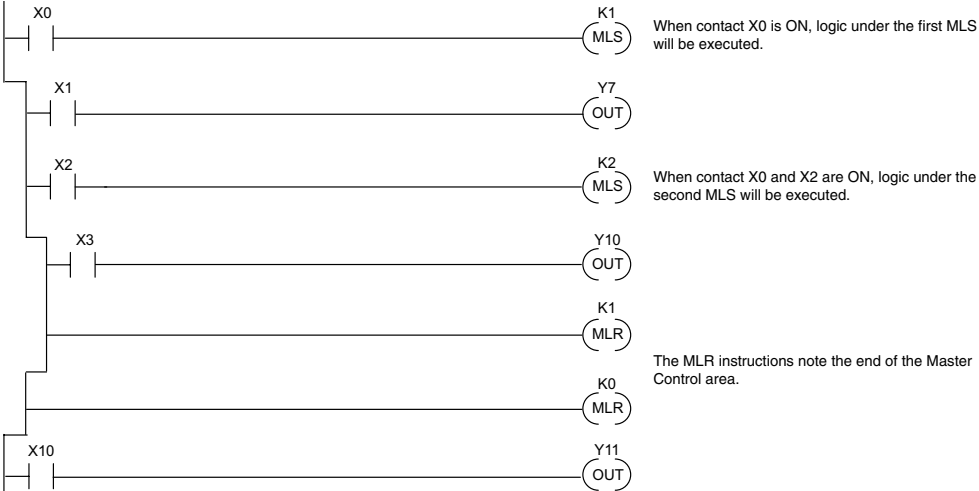 X0
K1
MLS
When contact X0 is ON, logic under the first MLS
will be executed.
X1
Y7
OUT
X2
K2
MLS
When contact X0 and X2 are ON, logic under the
second MLS will be executed.
X3
Y10
OUT
K1
MLR
The MLR instructions note the end of the Master
Control area.
K0
MLR
X10
Y11
OUT